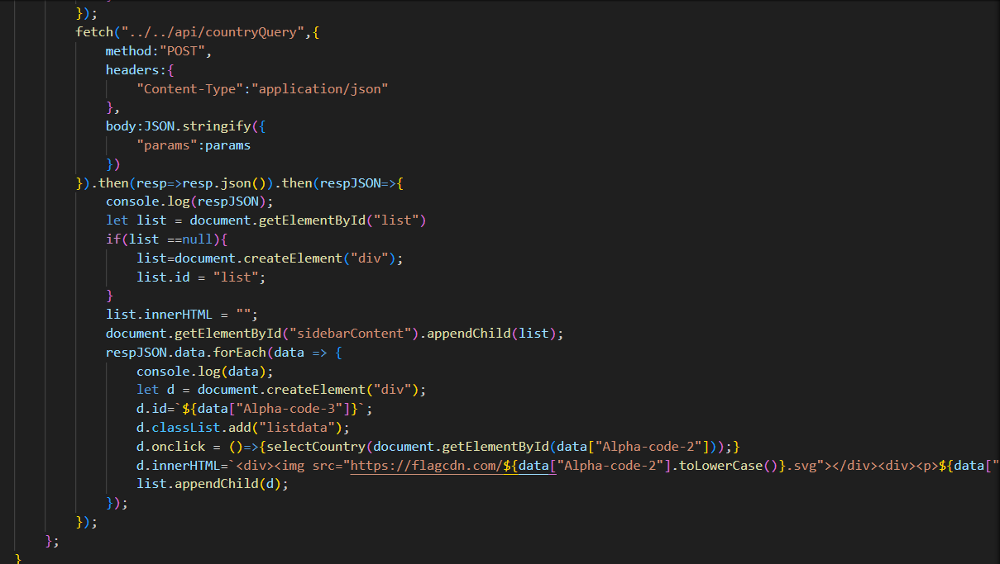 });
fetch("../../api/countryQuery",{
method:"POST",
headers:{
"Content-Type":"application/json"
},
body:JSON.stringify({
"params":params
})
}).then(resp=>resp.json()).then(respJSON=>{
console.log(respJSON);
let list = document.getElementById("list")
if(list ==null){
list=document.createElement("div");
list.id = "list";
}
list.innerHTML = "";
document.getElementById("sidebarContent").appendChild(list);
respJSON.data.forEach(data => {
console.log(data);
let d = document.createElement("div");
d.id=`${data["Alpha-code-3"]}`;
d.classList.add("listdata");
d.onclick = ()=>{selectCountry(document.getElementById(data["Alpha-code-2"]));}
d.innerHTML=`<div><img src="https://flagcdn.com/${data["Alpha-code-2"].toLowerCase()}.svg"></div><div><p>${data["
list.appendChild(d);
});
});
};
}